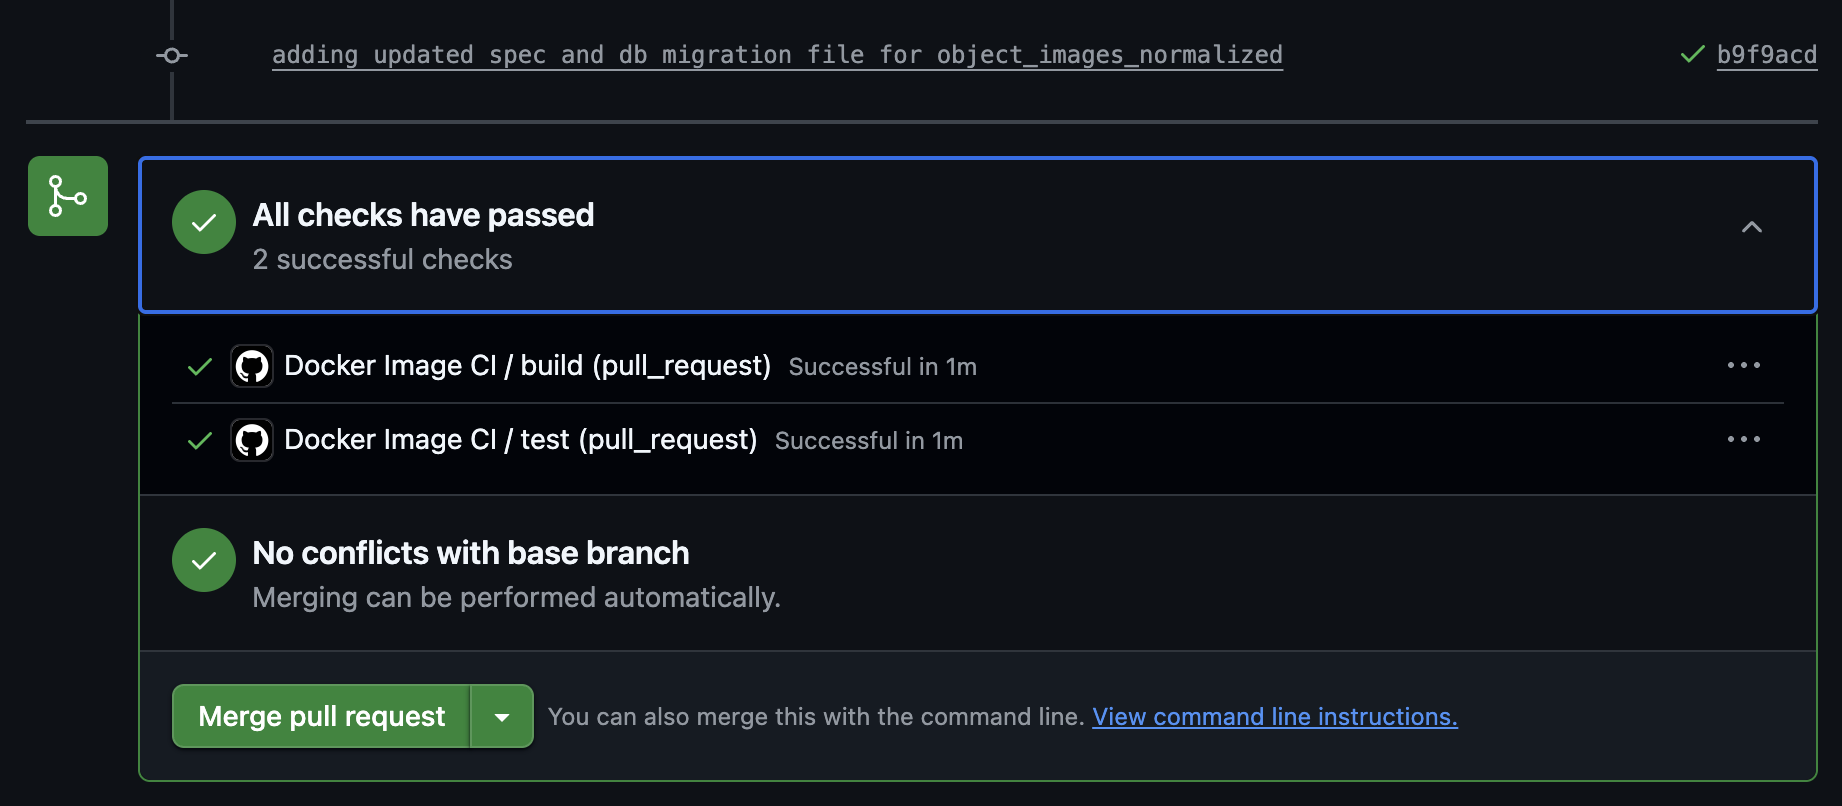 adding updated spec and db migration file for object_images_normalized b9f9acd
All checks have passed
2 successful checks
Docker Image CI / build (pull_request) Successful in 1m
Docker Image CI / test (pull_request) Successful in 1m
No conflicts with base branch
Merging can be performed automatically.
Merge pull request You can also merge this with the command line. View command line instructions.